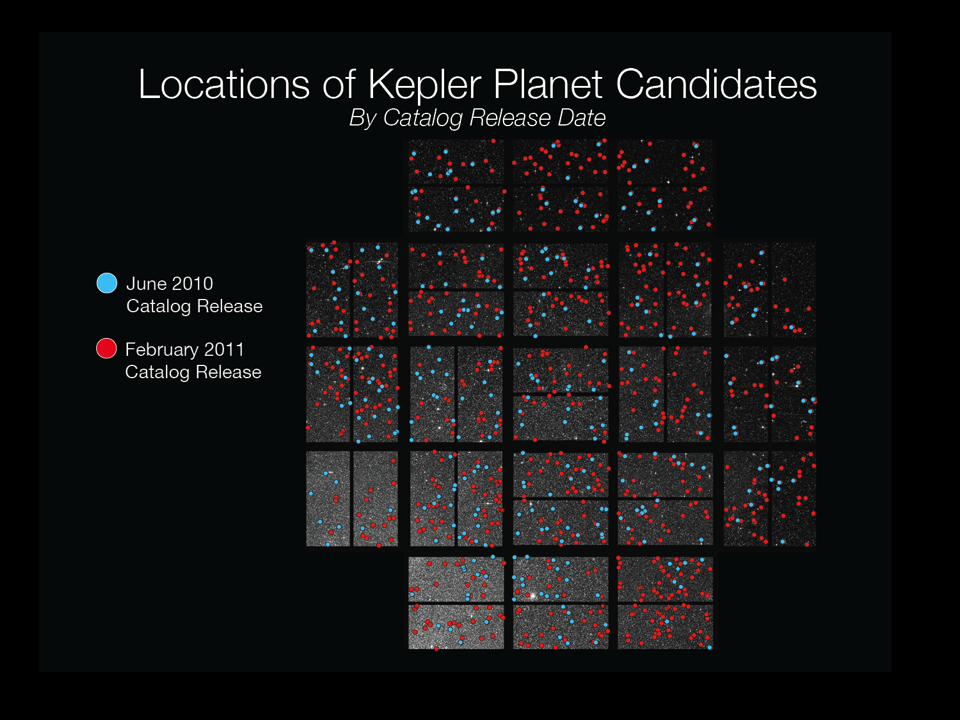 Locations of Kepler Planet Candidates
By Catalog Release Date
June 2010
Catalog Release
February 2011
Catalog Release